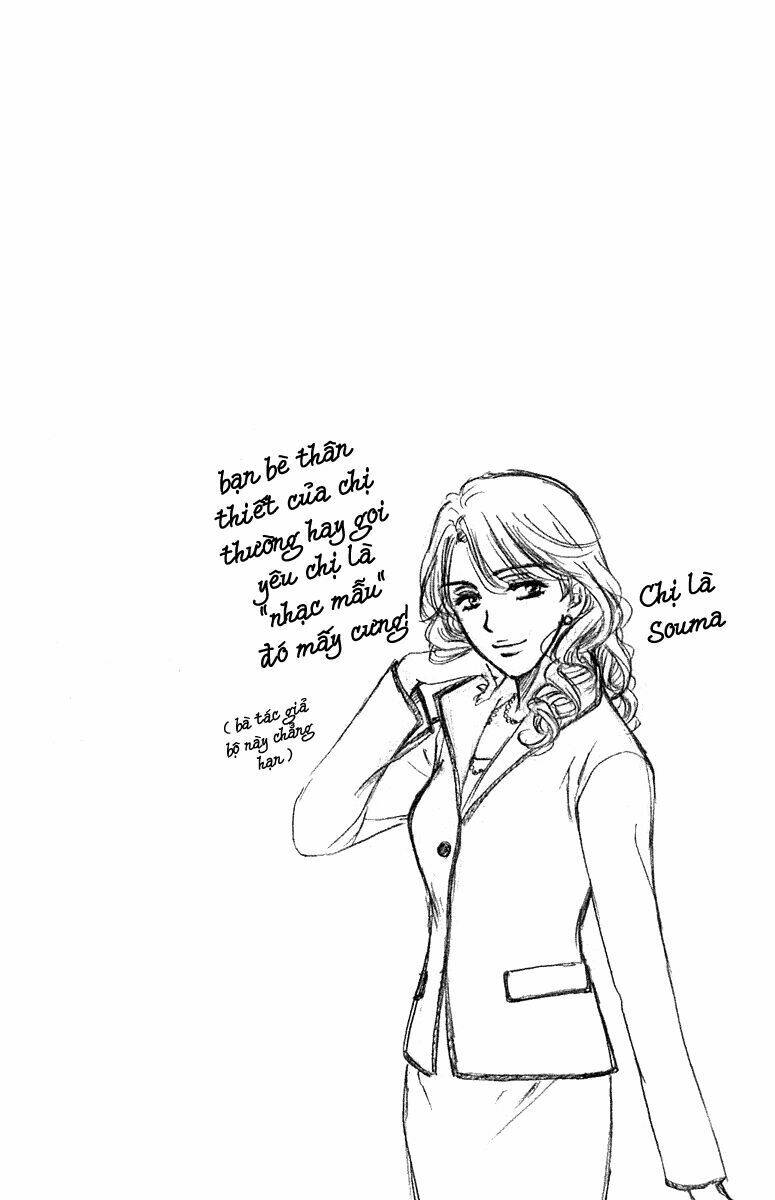 bạn bè thân
thiết của chị
thường hay gọi
yêu chị là
"nhạc mẫu"
đó mấy cưng!
( bà tác giả
bộ này chẳng
hạn )
Chị là
Souma